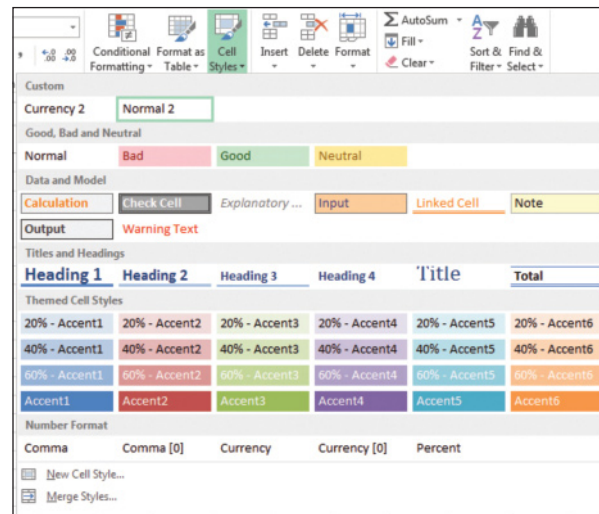 AutoSum
Conditional Format as Cell Insert Delete Format Fill Sort & Find &
Formatting Table Styles Clear Filter Select
Custom
Currency 2 Normal 2
Good, Bad and Neutral
Normal Bad Good Neutral
Data and Model
Calculation Check Cell Explanatory ... Input Linked Cell Note
Output Warning Text
Titles and Headings
Heading 1 Heading 2 Heading 3 Heading 4 Title Total
Themed Cell Styles
20% - Accent1 20% - Accent2 20% - Accent3 20% - Accent4 20% - Accent5 20% - Accent6
40% - Accent1 40% - Accent2 40% - Accent3 40% - Accent4 40% - Accent5 40% - Accent6
60% - Accent1 60% - Accent2 60% - Accent3 60% - Accent4 60% - Accent5 60% - Accent6
Accent1 Accent2 Accent3 Accent4 Accent5 Accent6
Number Format
Comma Comma [0] Currency Currency [0] Percent
New Cell Style...
Merge Styles...